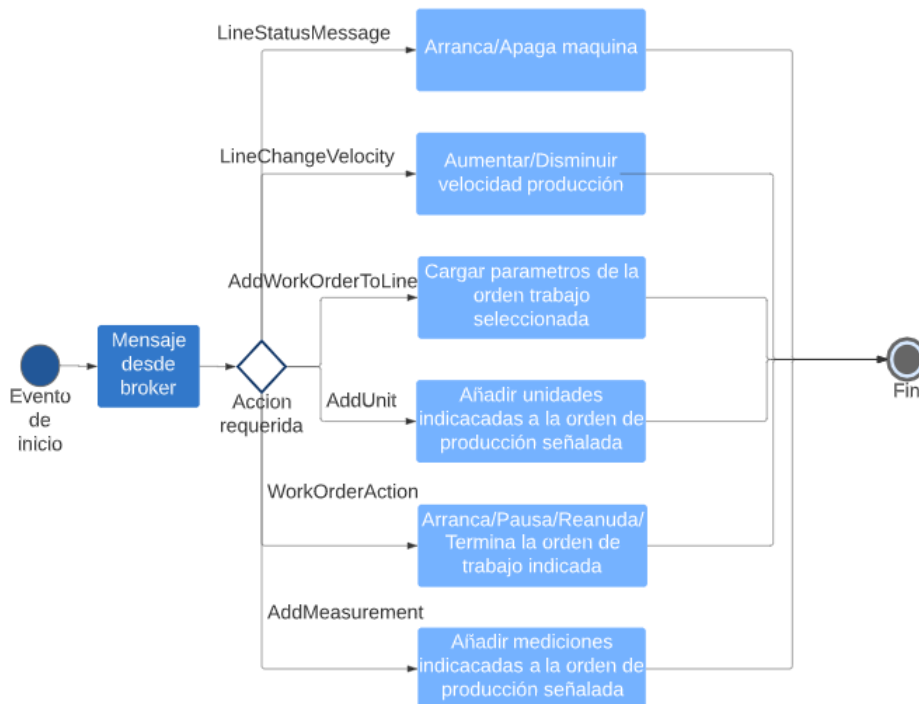 LineStatusMessage
Arranca/Apaga maquina
LineChangeVelocity
Aumentar/Disminuir
velocidad producción
AddWorkOrderToLine
Cargar parametros de la
orden trabajo
seleccionada
Evento
de
inicio
Mensaje
desde
broker
Accion
requerida
Fin
AddUnit
Añadir unidades
indicacadas a la orden de
producción señalada
WorkOrderAction
Arranca/Pausa/Reanuda/
Termina la orden de
trabajo indicada
AddMeasurement
Añadir mediciones
indicacadas a la orden de
producción señalada